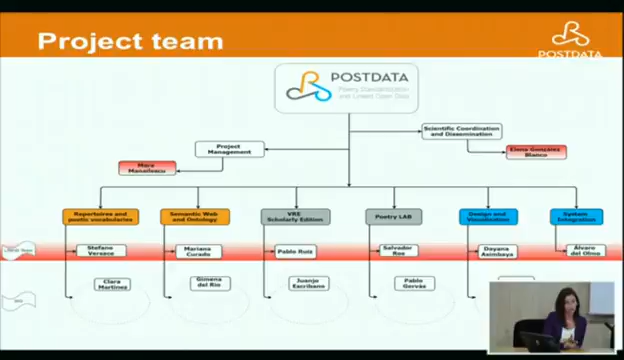 Project team
POSTDATA
POSTDATA
Poetry Standardization
and Linked Open Data
Scientific Coordination
and Dissemination
Project
Management
Elena González
Blanco
Mara
Manailescu
Repertoires and
poetic vocabularies
Semantic Web
and Ontology
VRE
Scholarly Edition
Poetry LAB
Design and
Visualisation
System
Integration
Stefano
Versace
Mariana
Curado
Pablo Ruiz
Salvador
Ros
Dayana
Asimbaya
Álvaro
del Olmo
Clara
Martínez
Gimena
del Rio
Juanjo
Escribano
Pablo
Gervás